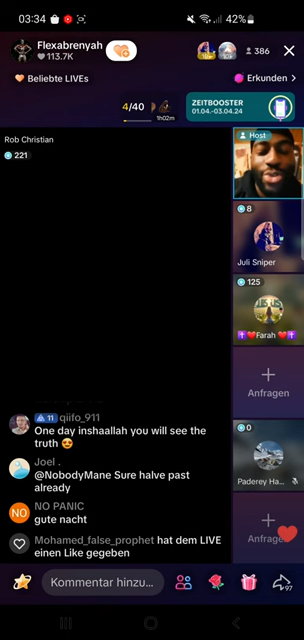 03:34
42%
Flexabrenyah
113.7K
386
Beliebte LIVEs
Erkunden >
4/40
1h02m
ZEITBOOSTER
01.04.-03.04.24
Rob Christian
221
Host
8
Juli Sniper
125
✝️❤️Farah ❤️✝️
+
Anfragen
0
Paderey Ha...
+
Anfragen
11 qiifo_911
One day inshaallah you will see the
truth 😍
Joel .
@NobodyMane Sure halve past
already
NO
NO PANIC
gute nacht
Mohamed_false_prophet hat dem LIVE
einen Like gegeben
Kommentar hinzu...
97